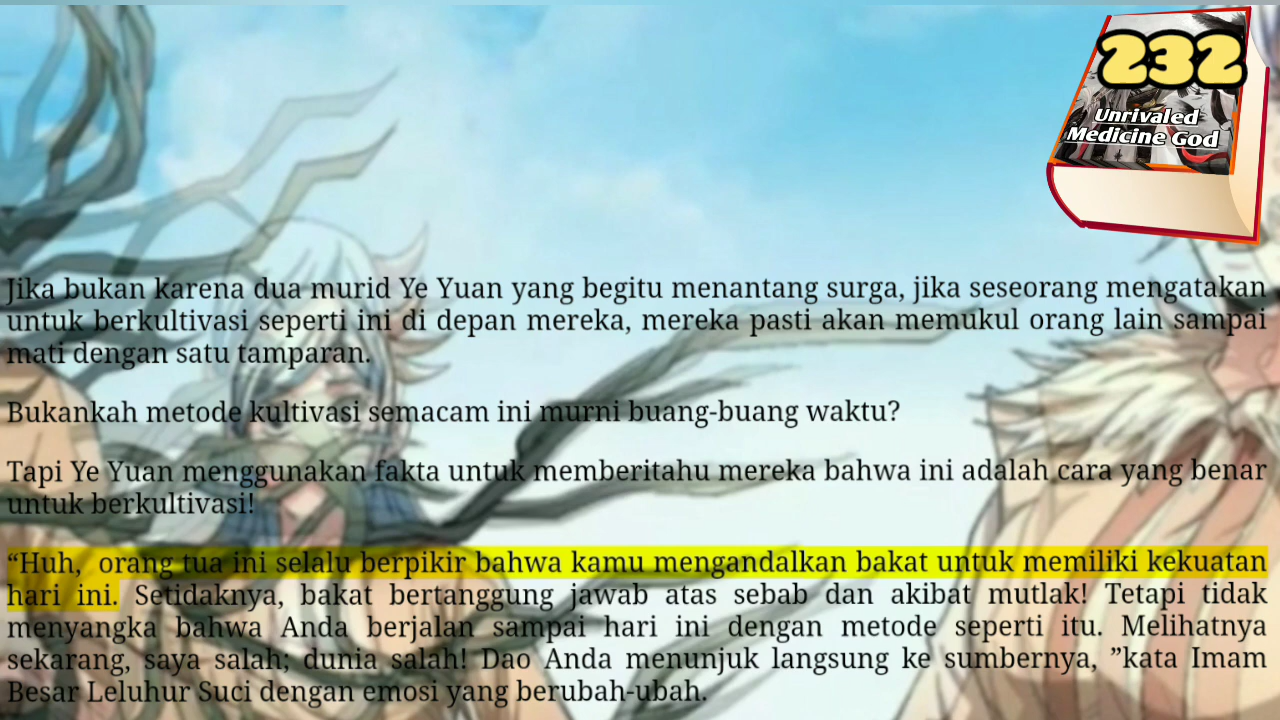 232
Unrivaled
Medicine God
Jika bukan karena dua murid Ye Yuan yang begitu menantang surga, jika seseorang mengatakan
untuk berkultivasi seperti ini di depan mereka, mereka pasti akan memukul orang lain sampai
mati dengan satu tamparan.
Bukankah metode kultivasi semacam ini murni buang-buang waktu?
Tapi Ye Yuan menggunakan fakta untuk memberitahu mereka bahwa ini adalah cara yang benar
untuk berkultivasi!
“Huh, orang tua ini selalu berpikir bahwa kamu mengandalkan bakat untuk memiliki kekuatan
hari ini. Setidaknya, bakat bertanggung jawab atas sebab dan akibat mutlak! Tetapi tidak
menyangka bahwa Anda berjalan sampai hari ini dengan metode seperti itu. Melihatnya
sekarang, saya salah; dunia salah! Dao Anda menunjuk langsung ke sumbernya, ”kata Imam
Besar Leluhur Suci dengan emosi yang berubah-ubah.